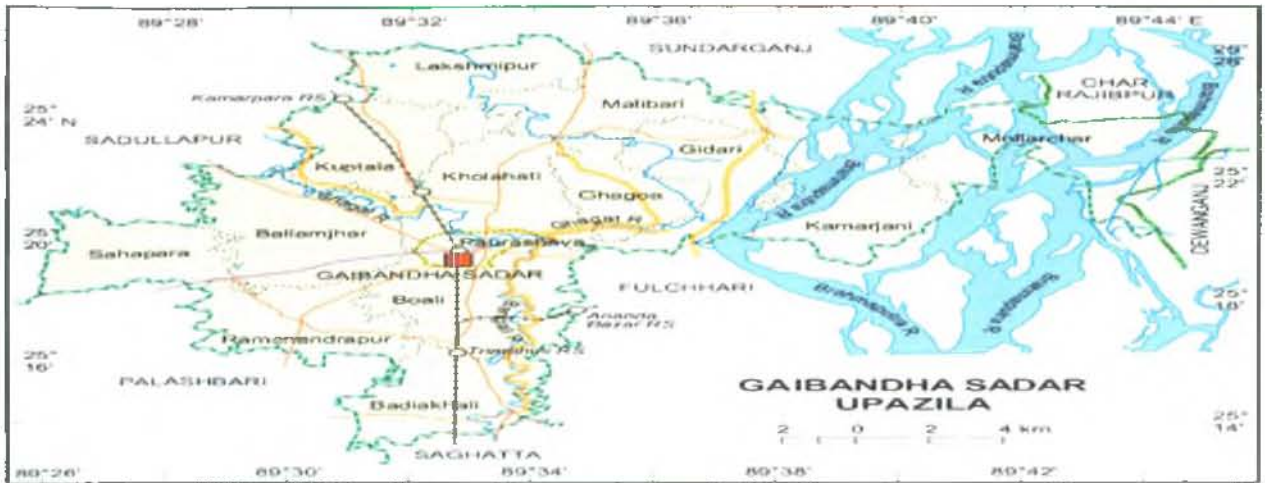 89°28' 89°32' 89°36' 89°40' 89°44' E
SUNDARGANJ
Lakshmipur
CHAR
RAJIBPUR
Kamarpara RS
Malibari
25°
24' N
SADULLAPUR
Mollarchar
Gidari
Kuptala
Kholahati
Ghagoa
22'
Ghagat R
Kamarjani
DEWANGANJ
25°
20'
Ballamjhar
Paurashava
Sahapara
GAIBANDHA SADAR
FULCHHARI
Boali
Brahmaputra R
25°
18'
Ananda
Bazar RS
Ramchandrapur
Trimohini RS
25°
16'
PALASHBARI
GAIBANDHA SADAR
UPAZILA
Badiakhali
25°
14'
2 0 2 4 km
SAGHATTA
89°26' 89°30' 89°34' 89°38' 89°42'